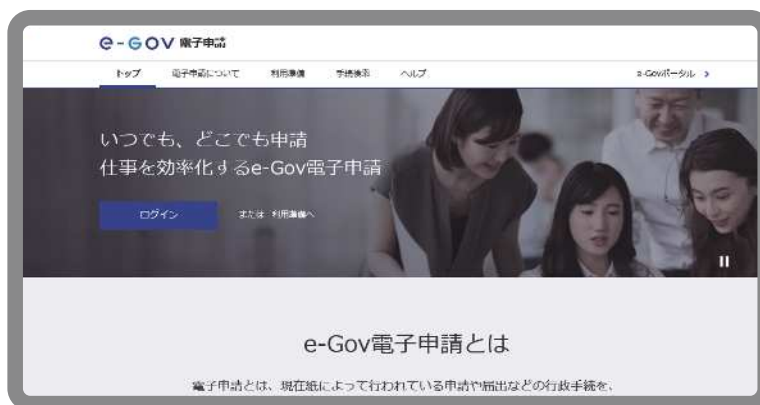 e-GOV 電子申請
トップ 電子申請について 利用準備 手続検索 ヘルプ e-Govポータル
いつでも、どこでも申請
仕事を効率化するe-Gov電子申請
ログイン または 利用準備へ
e-Gov電子申請とは
電子申請とは、現在紙によって行われている申請や届出などの行政手続を、